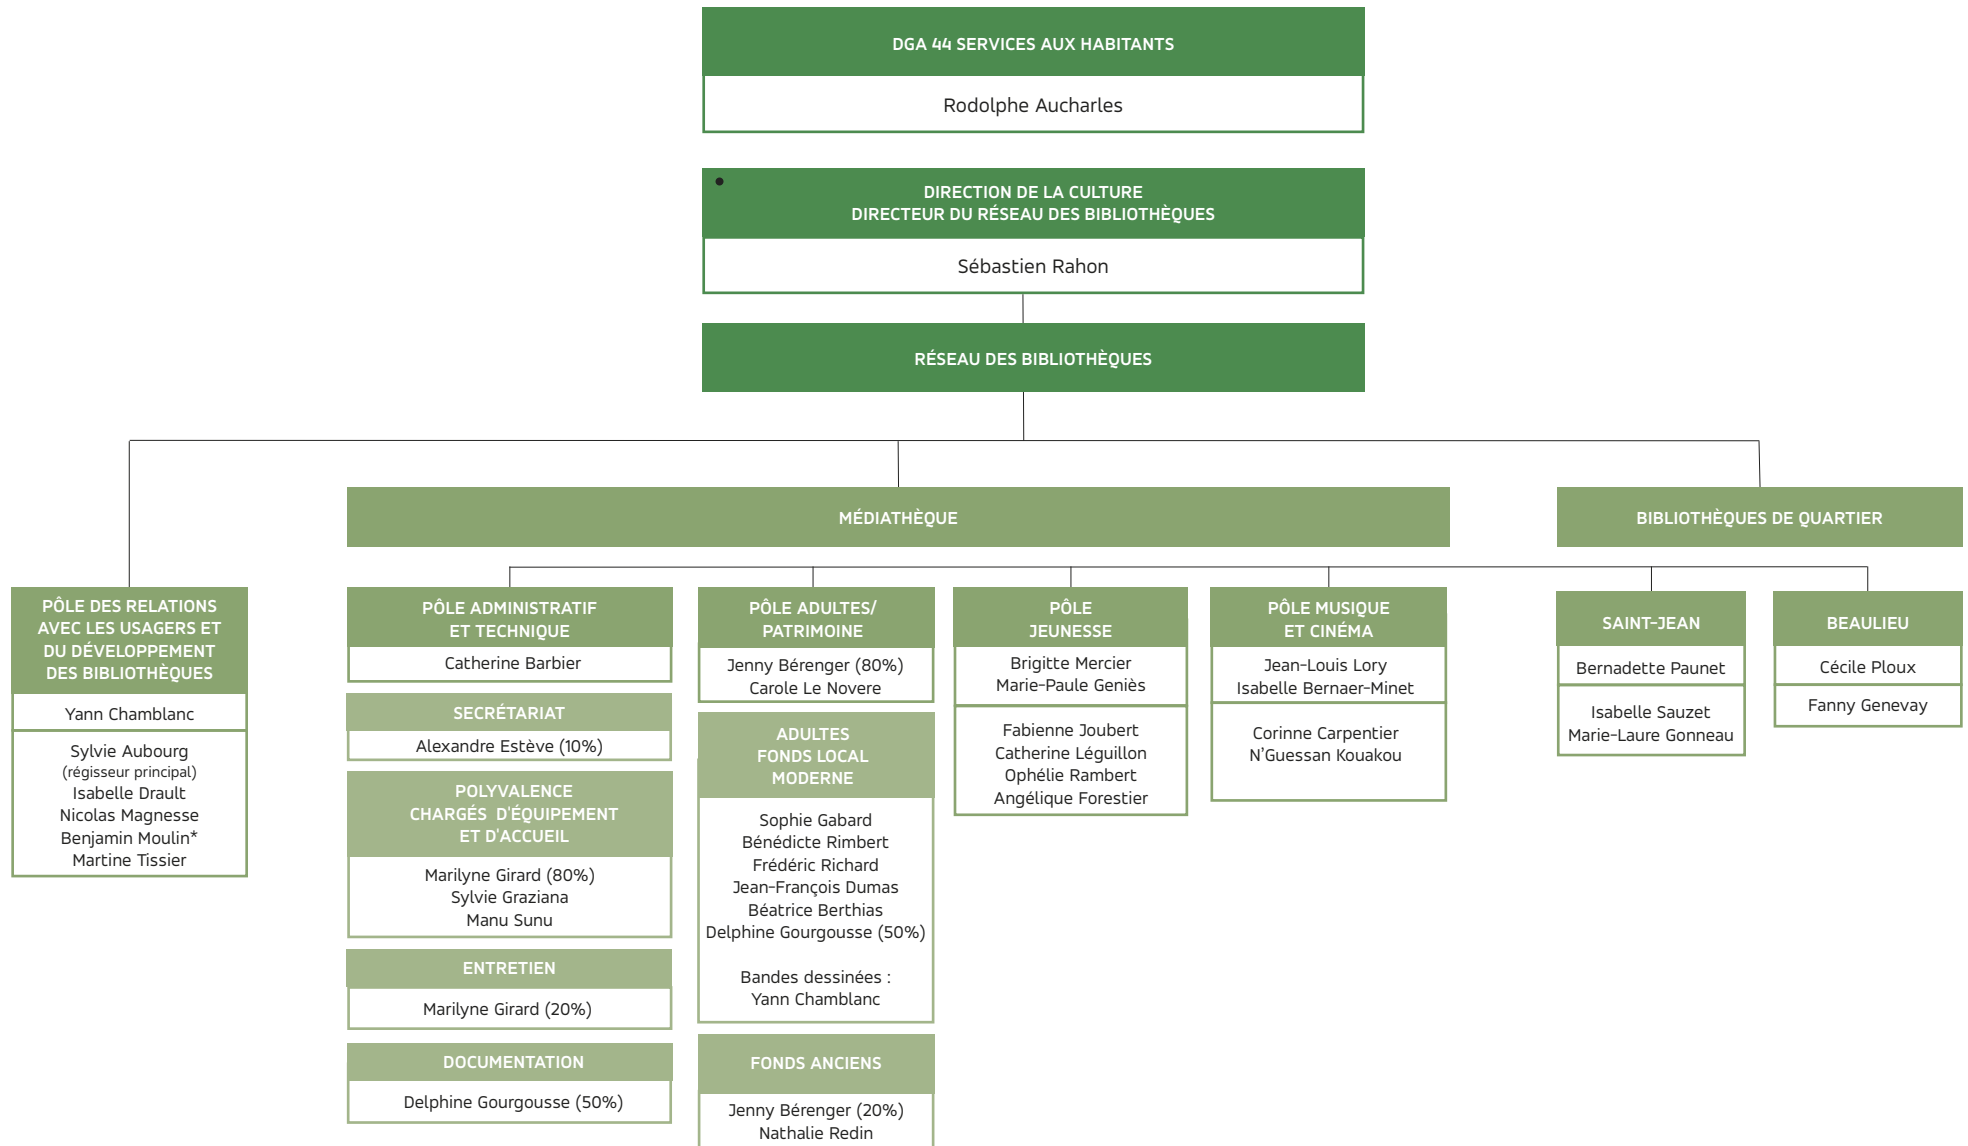 DGA 44 SERVICES AUX HABITANTS
Rodolphe Aucharles
DIRECTION DE LA CULTURE
DIRECTEUR DU RÉSEAU DES BIBLIOTHÈQUES
Sébastien Rahon
RÉSEAU DES BIBLIOTHÈQUES
MÉDIATHÈQUE
BIBLIOTHÈQUES DE QUARTIER
PÔLE DES RELATIONS
AVEC LES USAGERS ET
DU DÉVELOPPEMENT
DES BIBLIOTHÈQUES
Yann Chamblanc
Sylvie Aubourg
(régisseur principal)
Isabelle Drault
Nicolas Magnesse
Benjamin Moulin*
Martine Tissier
PÔLE ADMINISTRATIF
ET TECHNIQUE
Catherine Barbier
SECRÉTARIAT
Alexandre Estève (10%)
POLYVALENCE
CHARGÉS D'ÉQUIPEMENT
ET D'ACCUEIL
Marilyne Girard (80%)
Sylvie Graziana
Manu Sunu
ENTRETIEN
Marilyne Girard (20%)
DOCUMENTATION
Delphine Gourgousse (50%)
PÔLE ADULTES/
PATRIMOINE
Jenny Bérenger (80%)
Carole Le Novere
ADULTES
FONDS LOCAL
MODERNE
Sophie Gabard
Bénédicte Rimbert
Frédéric Richard
Jean-François Dumas
Béatrice Berthias
Delphine Gourgousse (50%)
Bandes dessinées :
Yann Chamblanc
FONDS ANCIENS
Jenny Bérenger (20%)
Nathalie Redin
PÔLE
JEUNESSE
Brigitte Mercier
Marie-Paule Geniès
Fabienne Joubert
Catherine Léguillon
Ophélie Rambert
Angélique Forestier
PÔLE MUSIQUE
ET CINÉMA
Jean-Louis Lory
Isabelle Bernaer-Minet
Corinne Carpentier
N'Guessan Kouakou
SAINT-JEAN
Bernadette Paunet
Isabelle Sauzet
Marie-Laure Gonneau
BEAULIEU
Cécile Ploux
Fanny Genevay